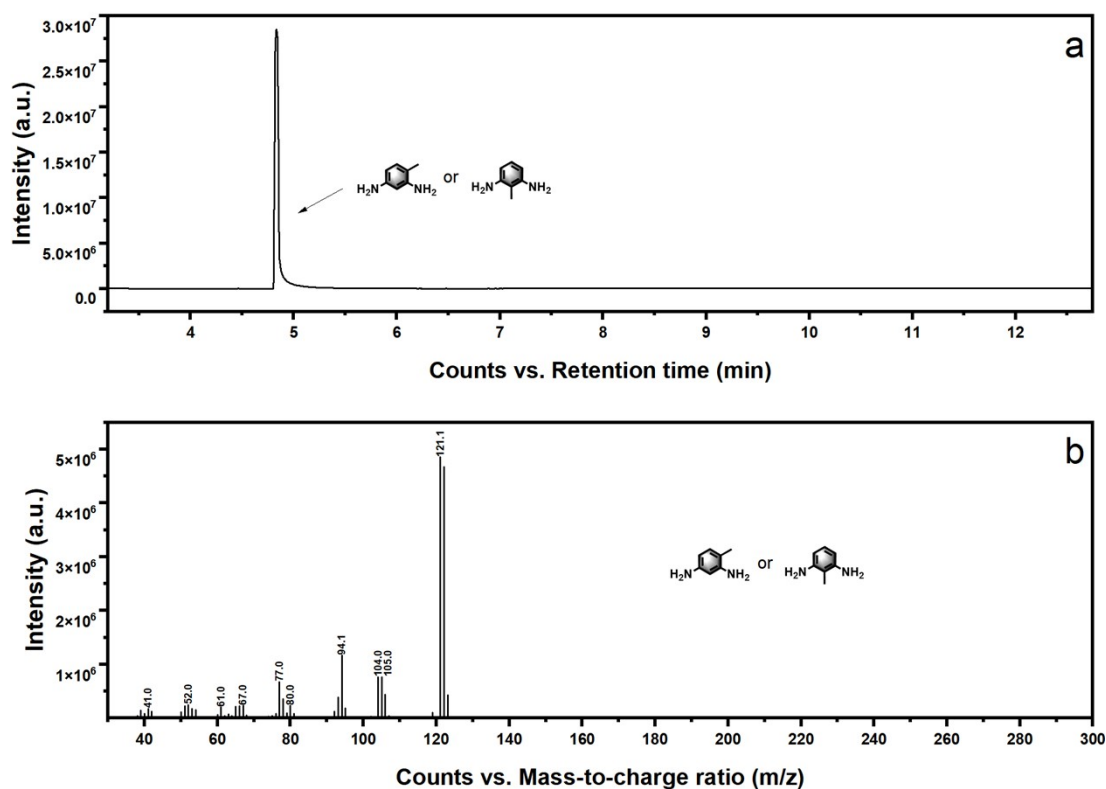 a
Intensity (a.u.)
3.0×10⁷
2.5×10⁷
2.0×10⁷
1.5×10⁷
1.0×10⁷
5.0×10⁶
0.0
H₂N NH₂ or H₂N NH₂
4 5 6 7 8 9 10 11 12
Counts vs. Retention time (min)
b
Intensity (a.u.)
5×10⁶
4×10⁶
3×10⁶
2×10⁶
1×10⁶
41.0
52.0
61.0
67.0
77.0
80.0
94.1
104.0
105.0
121.1
H₂N NH₂ or H₂N NH₂
40 60 80 100 120 140 160 180 200 220 240 260 280 300
Counts vs. Mass-to-charge ratio (m/z)